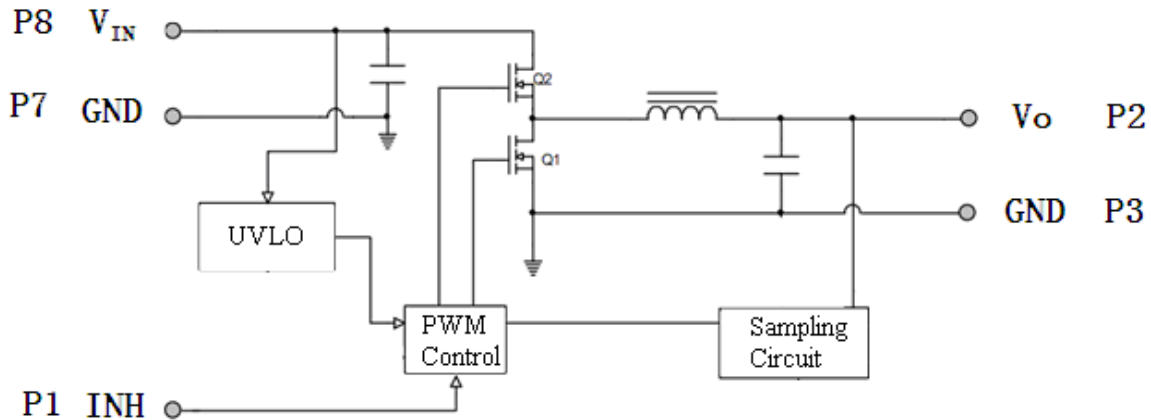 P8 VIN
Q2
P7 GND
Vo P2
Q1
UVLO
GND P3
PWM
Control
Sampling
Circuit
P1 INH